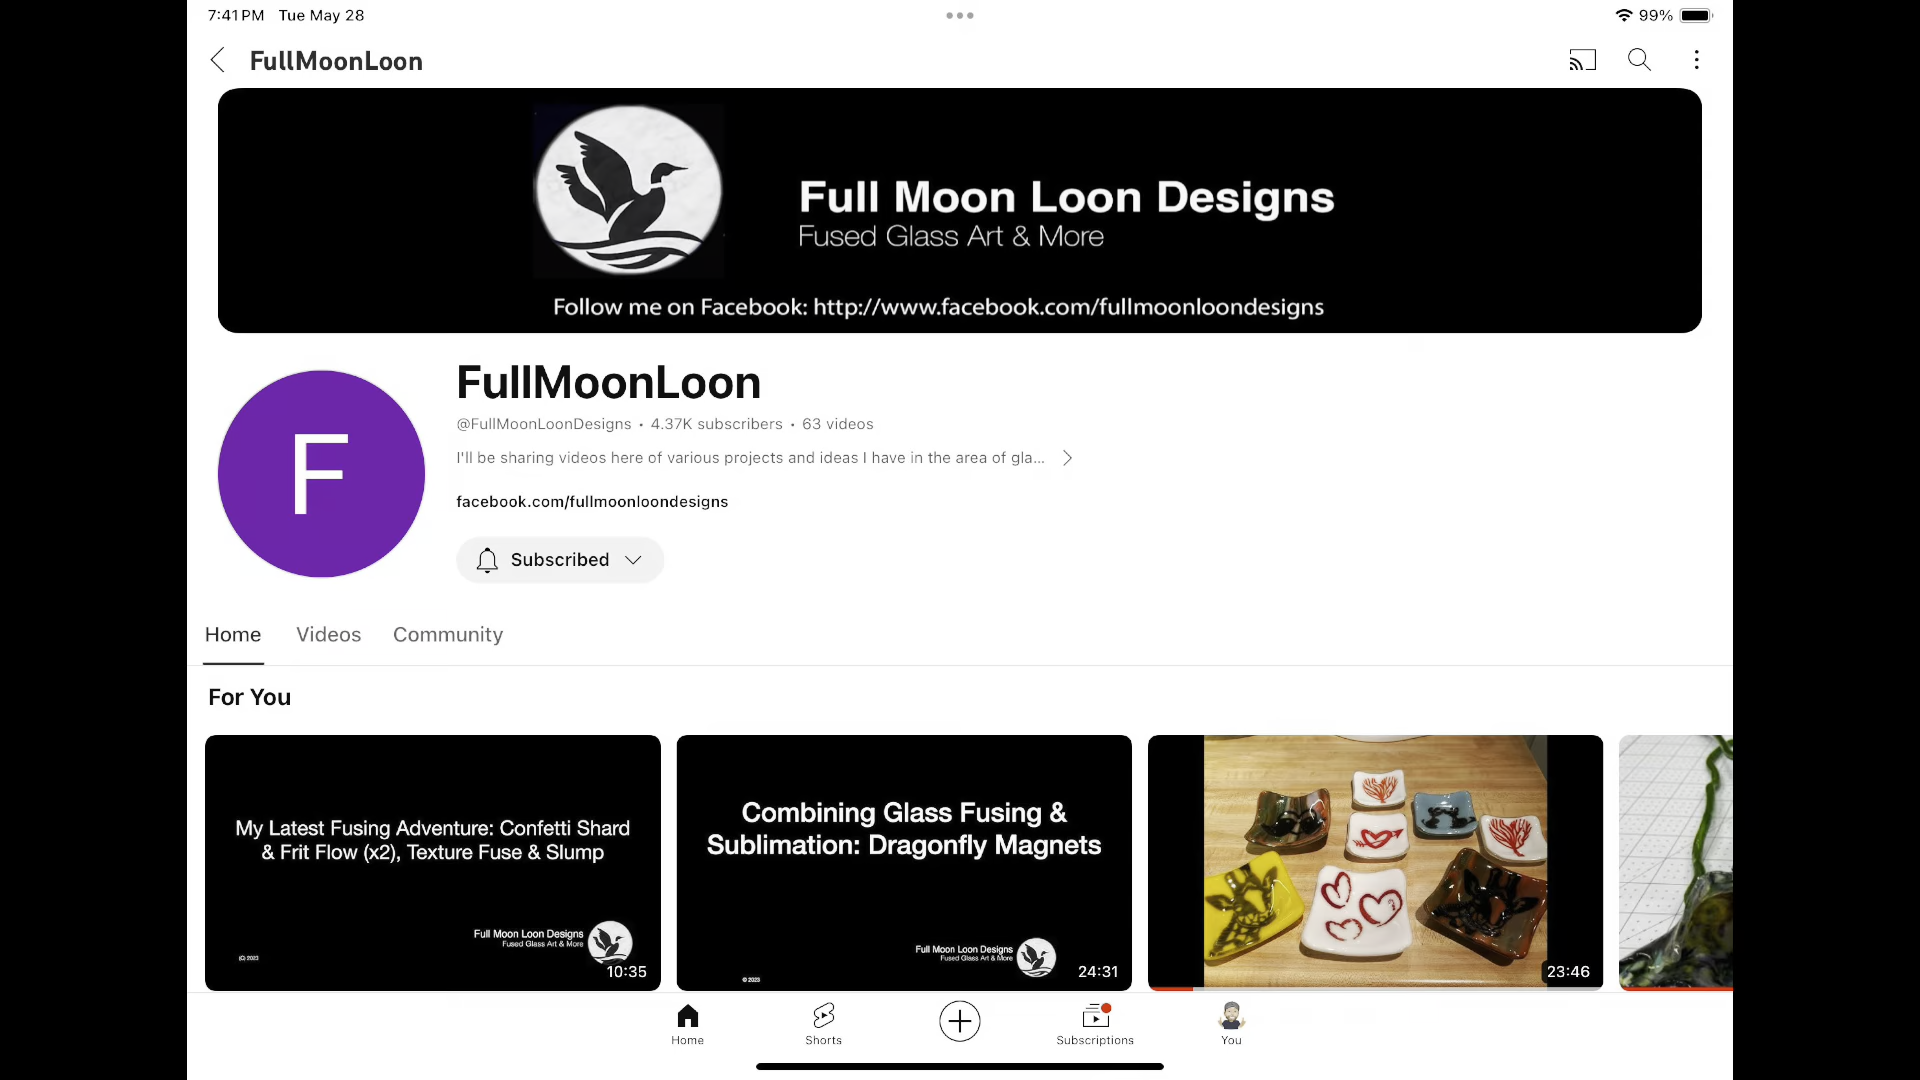 7:41 PM Tue May 28
99%
FullMoonLoon
Full Moon Loon Designs
Fused Glass Art & More
Follow me on Facebook: http://www.facebook.com/fullmoonloondesigns
F
FullMoonLoon
@FullMoonLoonDesigns • 4.37K subscribers • 63 videos
I'll be sharing videos here of various projects and ideas I have in the area of gla...
facebook.com/fullmoonloondesigns
Subscribed
Home Videos Community
For You
My Latest Fusing Adventure: Confetti Shard
& Frit Flow (x2), Texture Fuse & Slump
Full Moon Loon Designs
Fused Glass Art & More
(C) 2023
10:35
Combining Glass Fusing &
Sublimation: Dragonfly Magnets
Full Moon Loon Designs
Fused Glass Art & More
© 2023
24:31
23:46
Home Shorts Subscriptions You